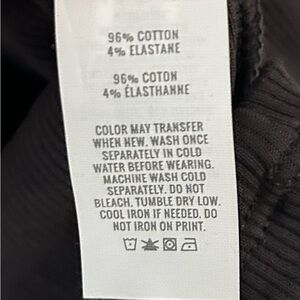 96% COTTON
4% ELASTANE
96% COTON
4% ÉLASTHANNE
COLOR MAY TRANSFER
WHEN NEW. WASH ONCE
SEPARATELY IN COLD
WATER BEFORE WEARING.
MACHINE WASH COLD
SEPARATELY. DO NOT
BLEACH, TUMBLE DRY LOW.
COOL IRON IF NEEDED. DO
NOT IRON ON PRINT.